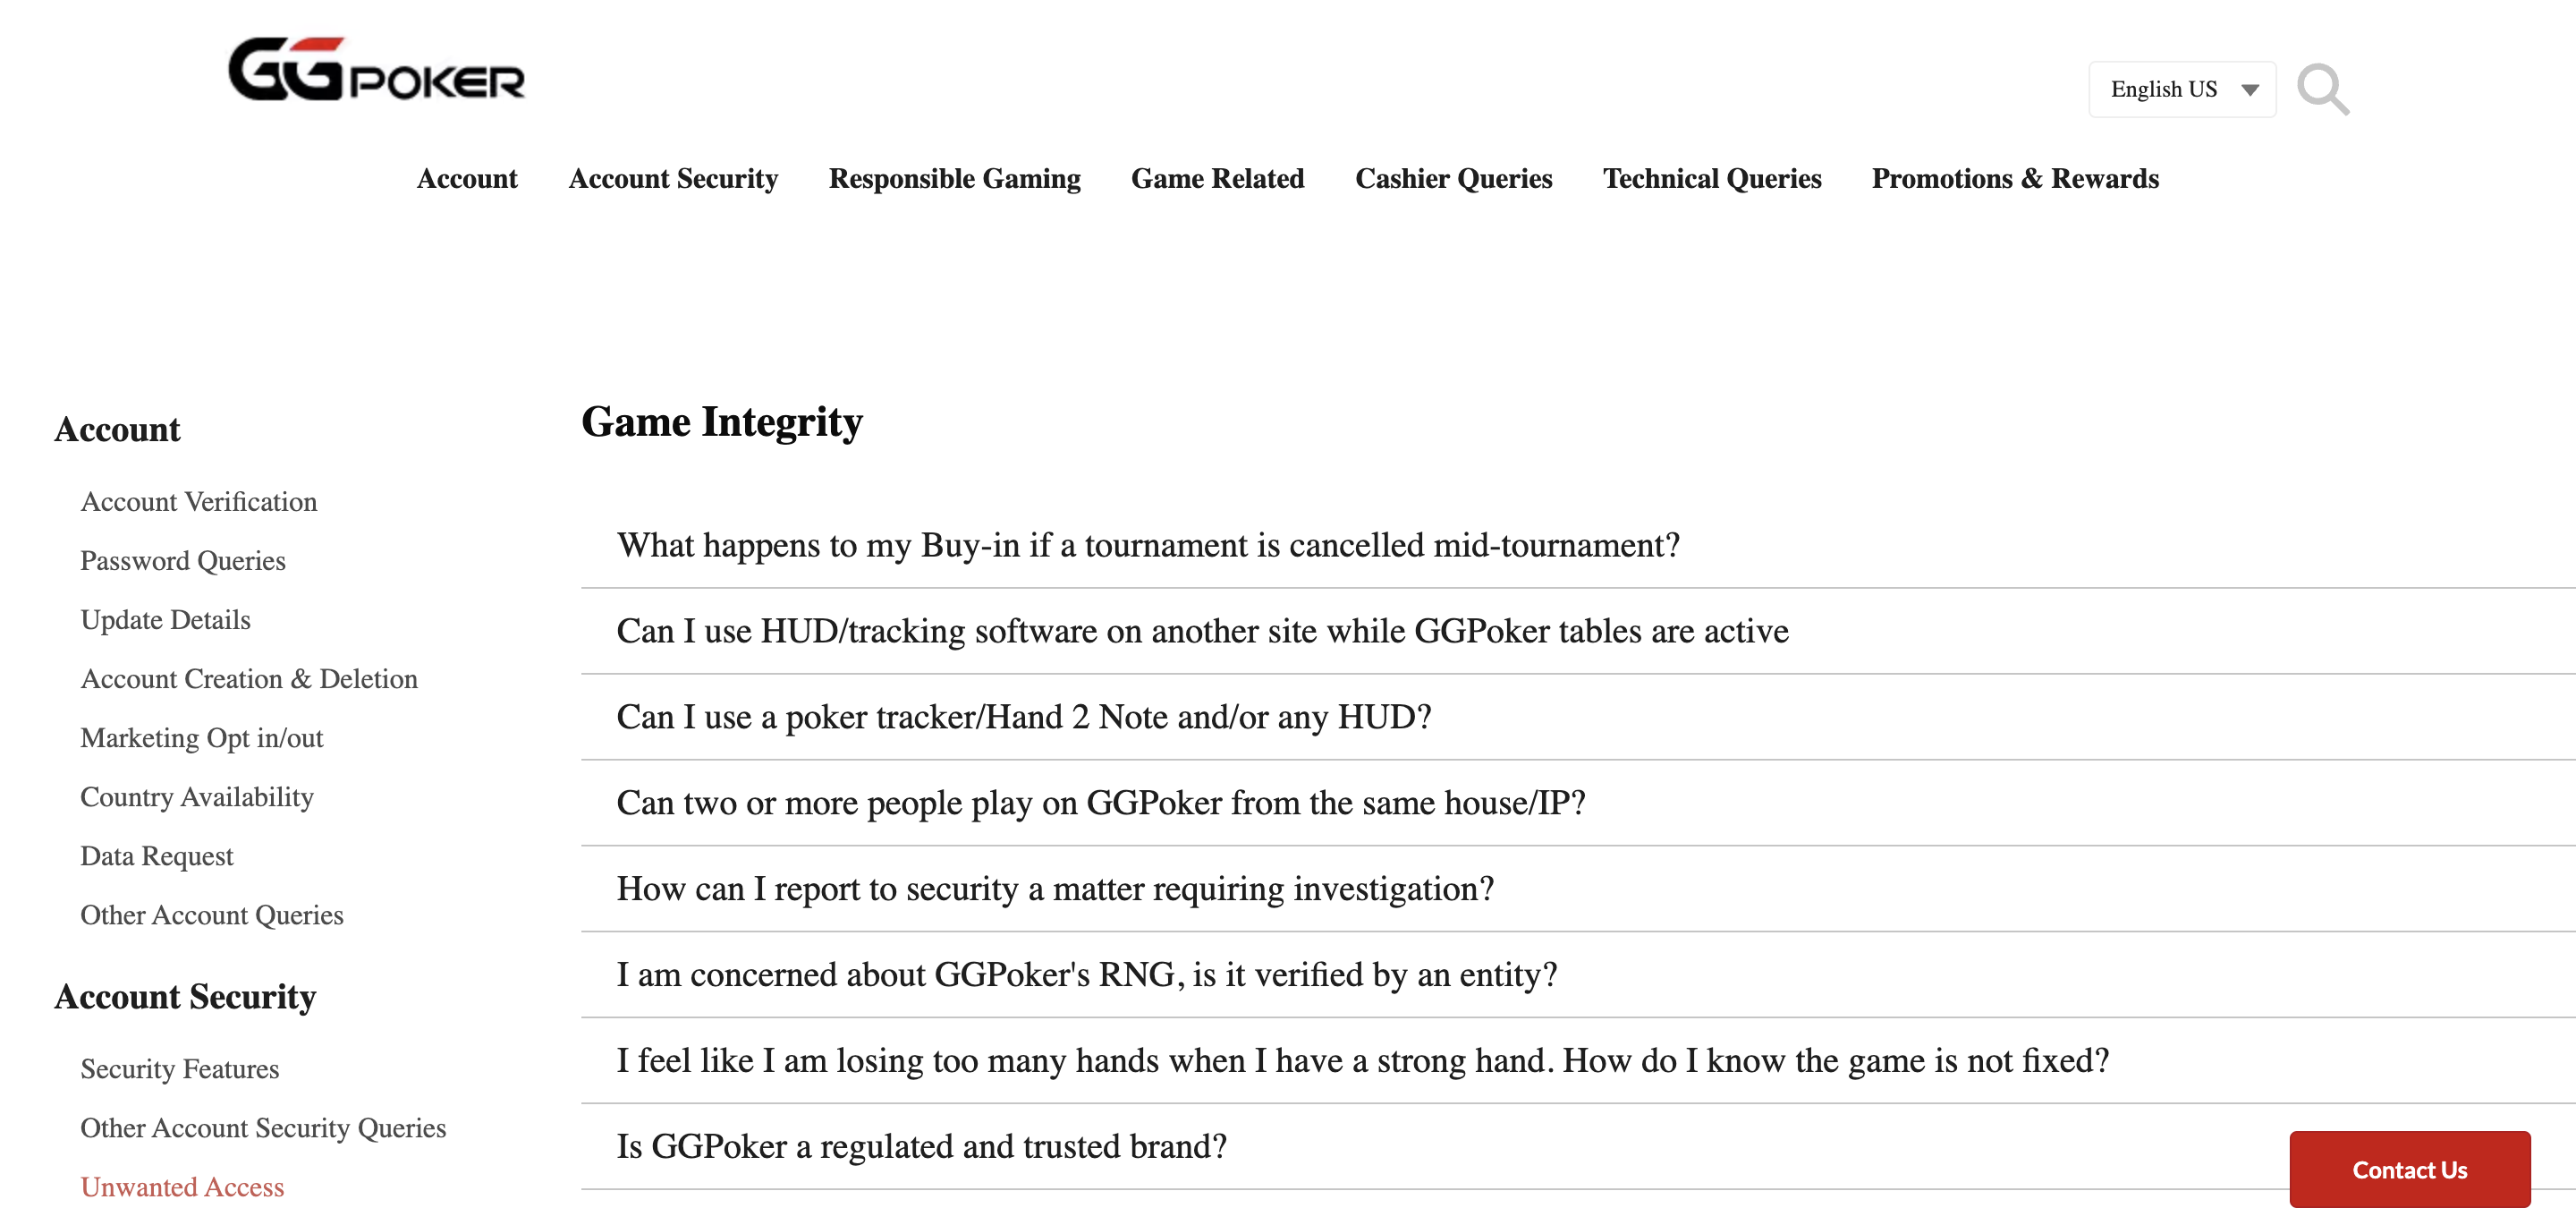 GGPOKER
English US
Account Account Security Responsible Gaming Game Related Cashier Queries Technical Queries Promotions & Rewards
Account
Account Verification
Password Queries
Update Details
Account Creation & Deletion
Marketing Opt in/out
Country Availability
Data Request
Other Account Queries
Account Security
Security Features
Other Account Security Queries
Unwanted Access
Game Integrity
What happens to my Buy-in if a tournament is cancelled mid-tournament?
Can I use HUD/tracking software on another site while GGPoker tables are active
Can I use a poker tracker/Hand 2 Note and/or any HUD?
Can two or more people play on GGPoker from the same house/IP?
How can I report to security a matter requiring investigation?
I am concerned about GGPoker's RNG, is it verified by an entity?
I feel like I am losing too many hands when I have a strong hand. How do I know the game is not fixed?
Is GGPoker a regulated and trusted brand?
Contact Us